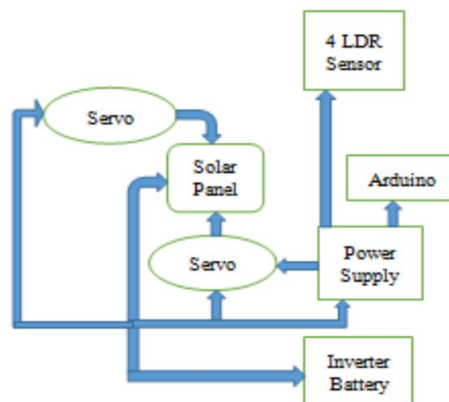 4 LDR
Sensor
Servo
Solar
Panel
Arduino
Servo
Power
Supply
Inverter
Battery